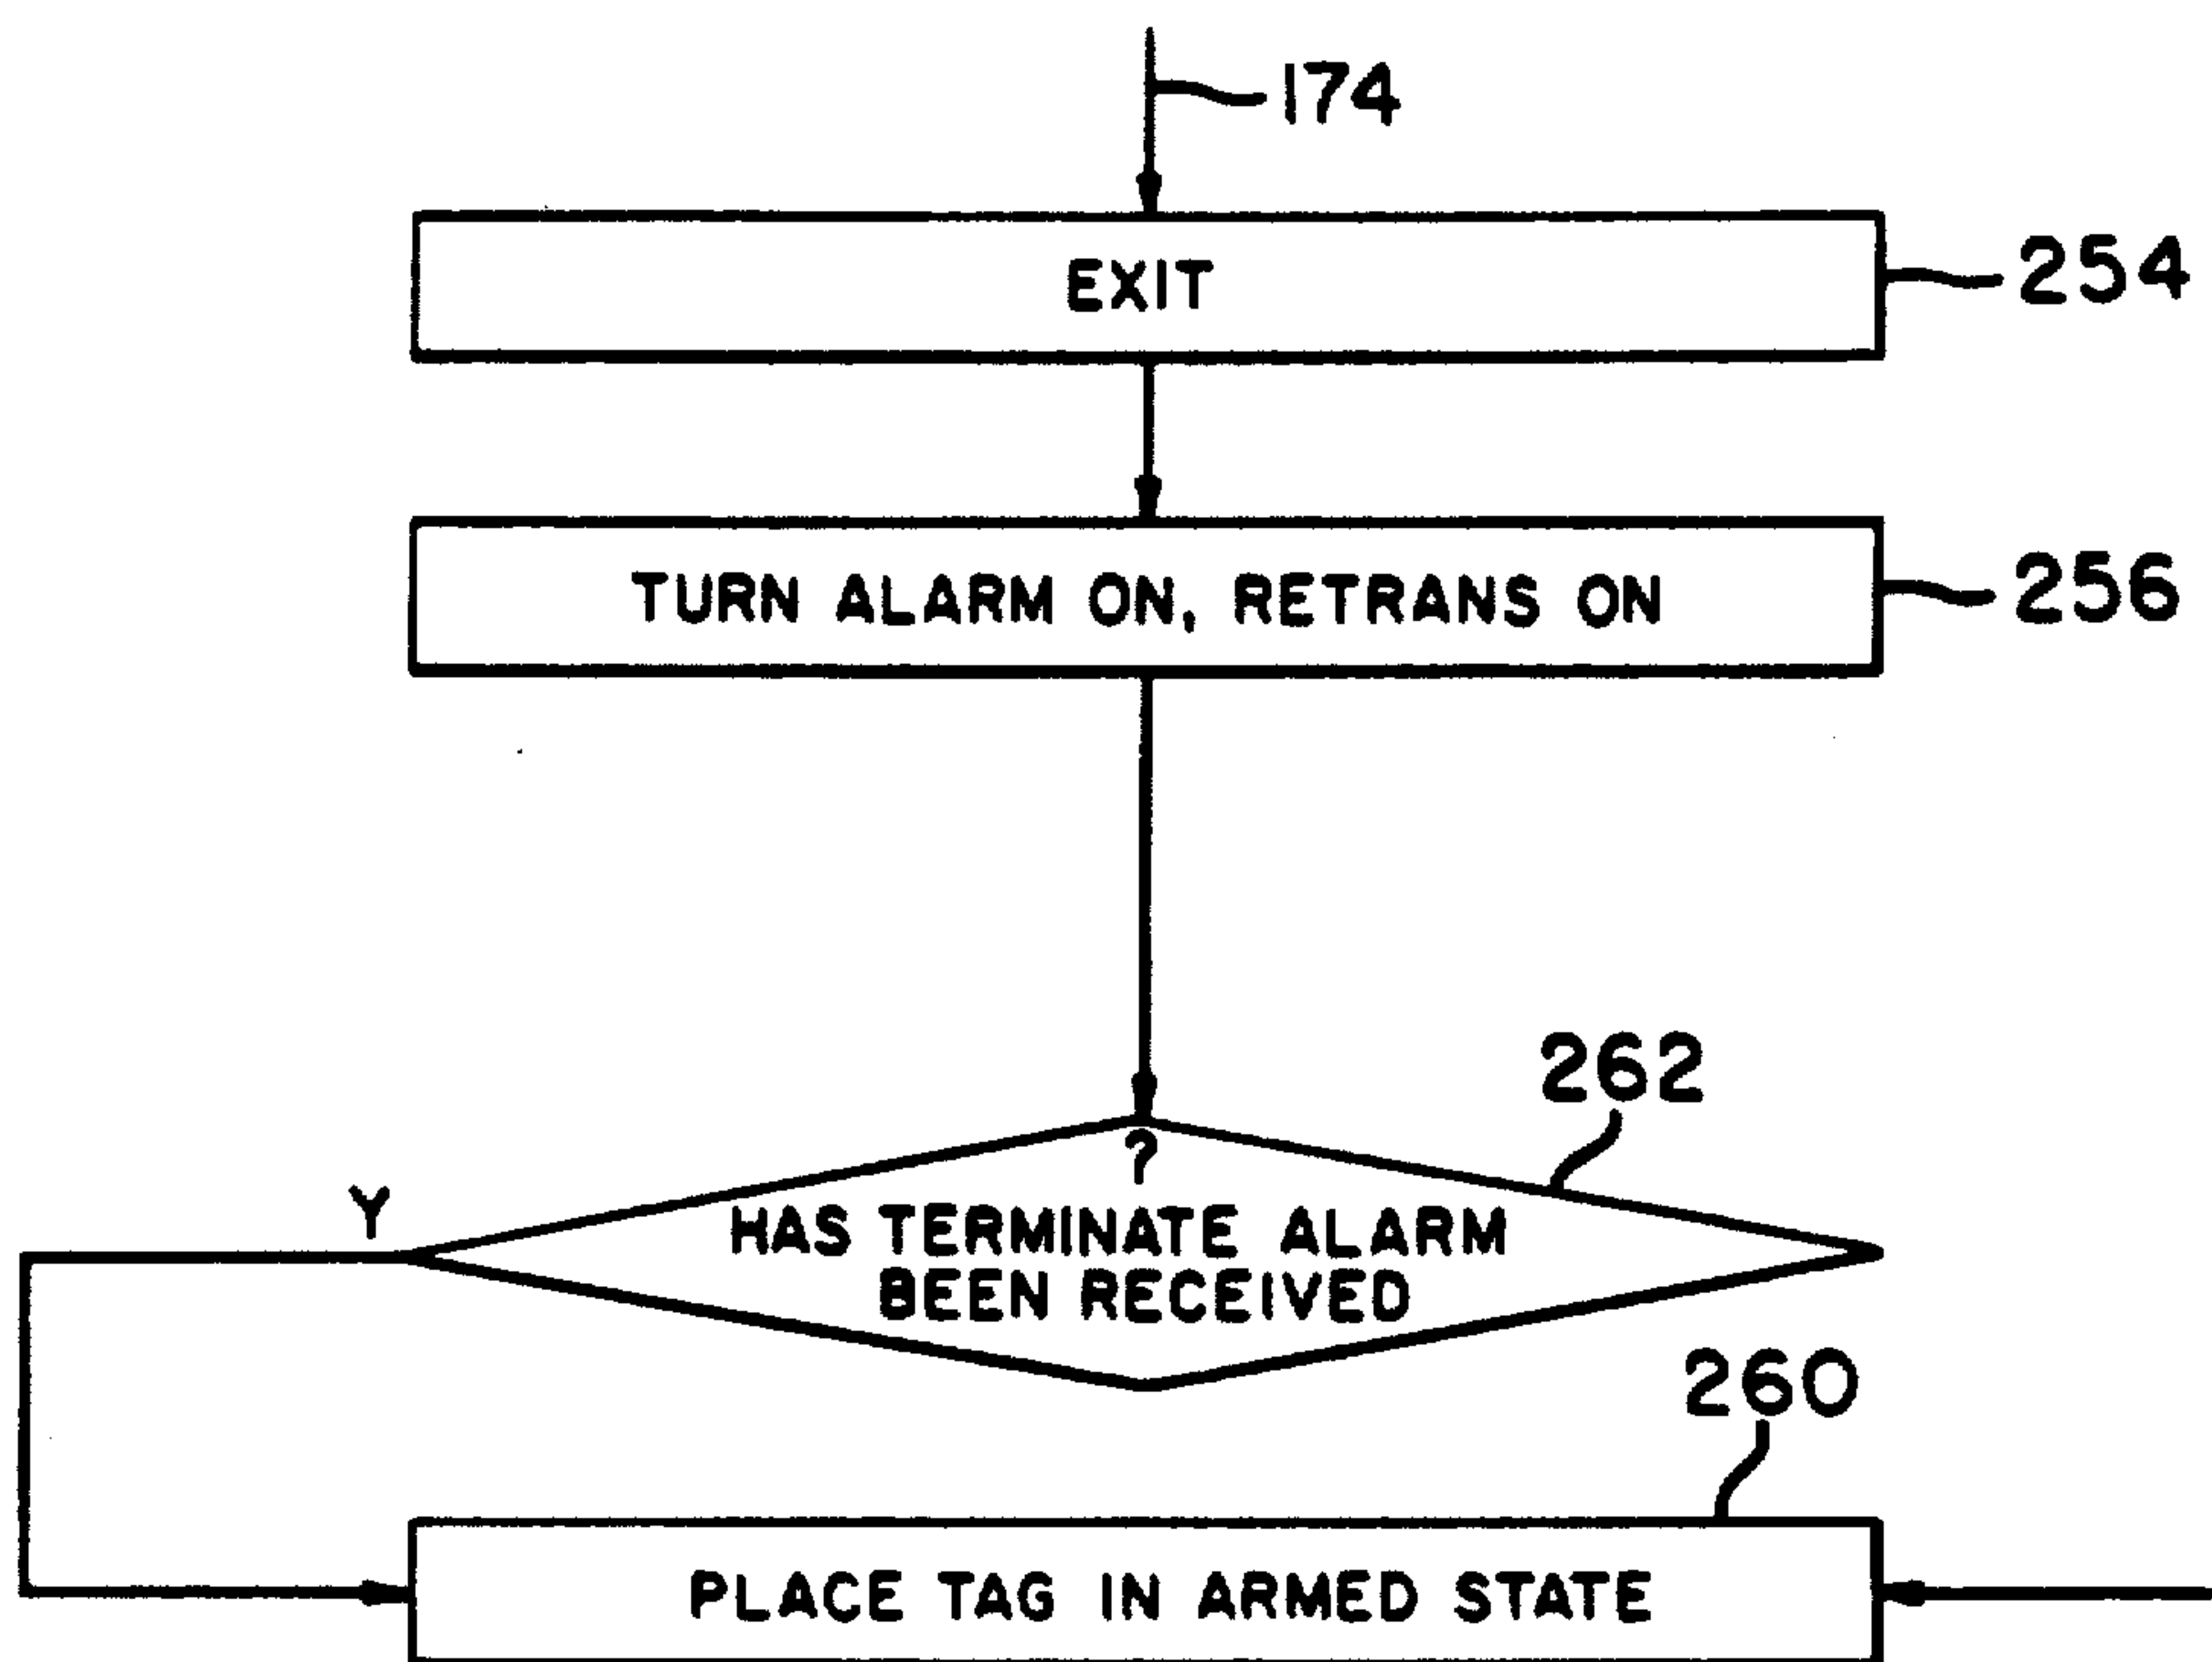 174
EXIT
254
TURN ALARM ON, RETRANS ON
256
262
Y
?
HAS TERMINATE ALARM
BEEN RECEIVED
260
PLACE TAG IN ARMED STATE